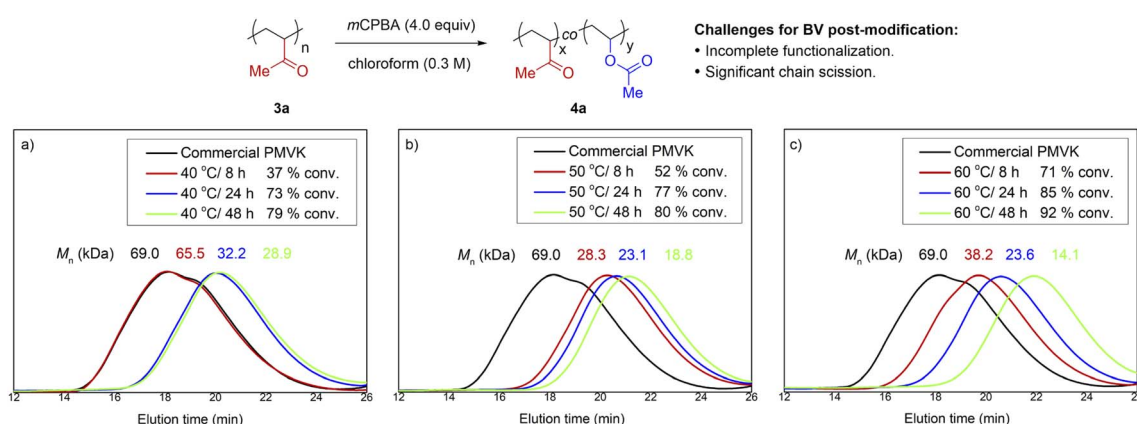 mCPBA (4.0 equiv)
chloroform (0.3 M)
n
Me
O
3a
co
x
y
Me
O
O
O
Me
4a
Challenges for BV post-modification:
• Incomplete functionalization.
• Significant chain scission.
a)
Commercial PMVK
40 °C/ 8 h 37 % conv.
40 °C/ 24 h 73 % conv.
40 °C/ 48 h 79 % conv.
Mn (kDa) 69.0 65.5 32.2 28.9
12 14 16 18 20 22 24 26
Elution time (min)
b)
Commercial PMVK
50 °C/ 8 h 52 % conv.
50 °C/ 24 h 77 % conv.
50 °C/ 48 h 80 % conv.
Mn (kDa) 69.0 28.3 23.1 18.8
12 14 16 18 20 22 24 26
Elution time (min)
c)
Commercial PMVK
60 °C/ 8 h 71 % conv.
60 °C/ 24 h 85 % conv.
60 °C/ 48 h 92 % conv.
Mn (kDa) 69.0 38.2 23.6 14.1
12 14 16 18 20 22 24 26
Elution time (min)